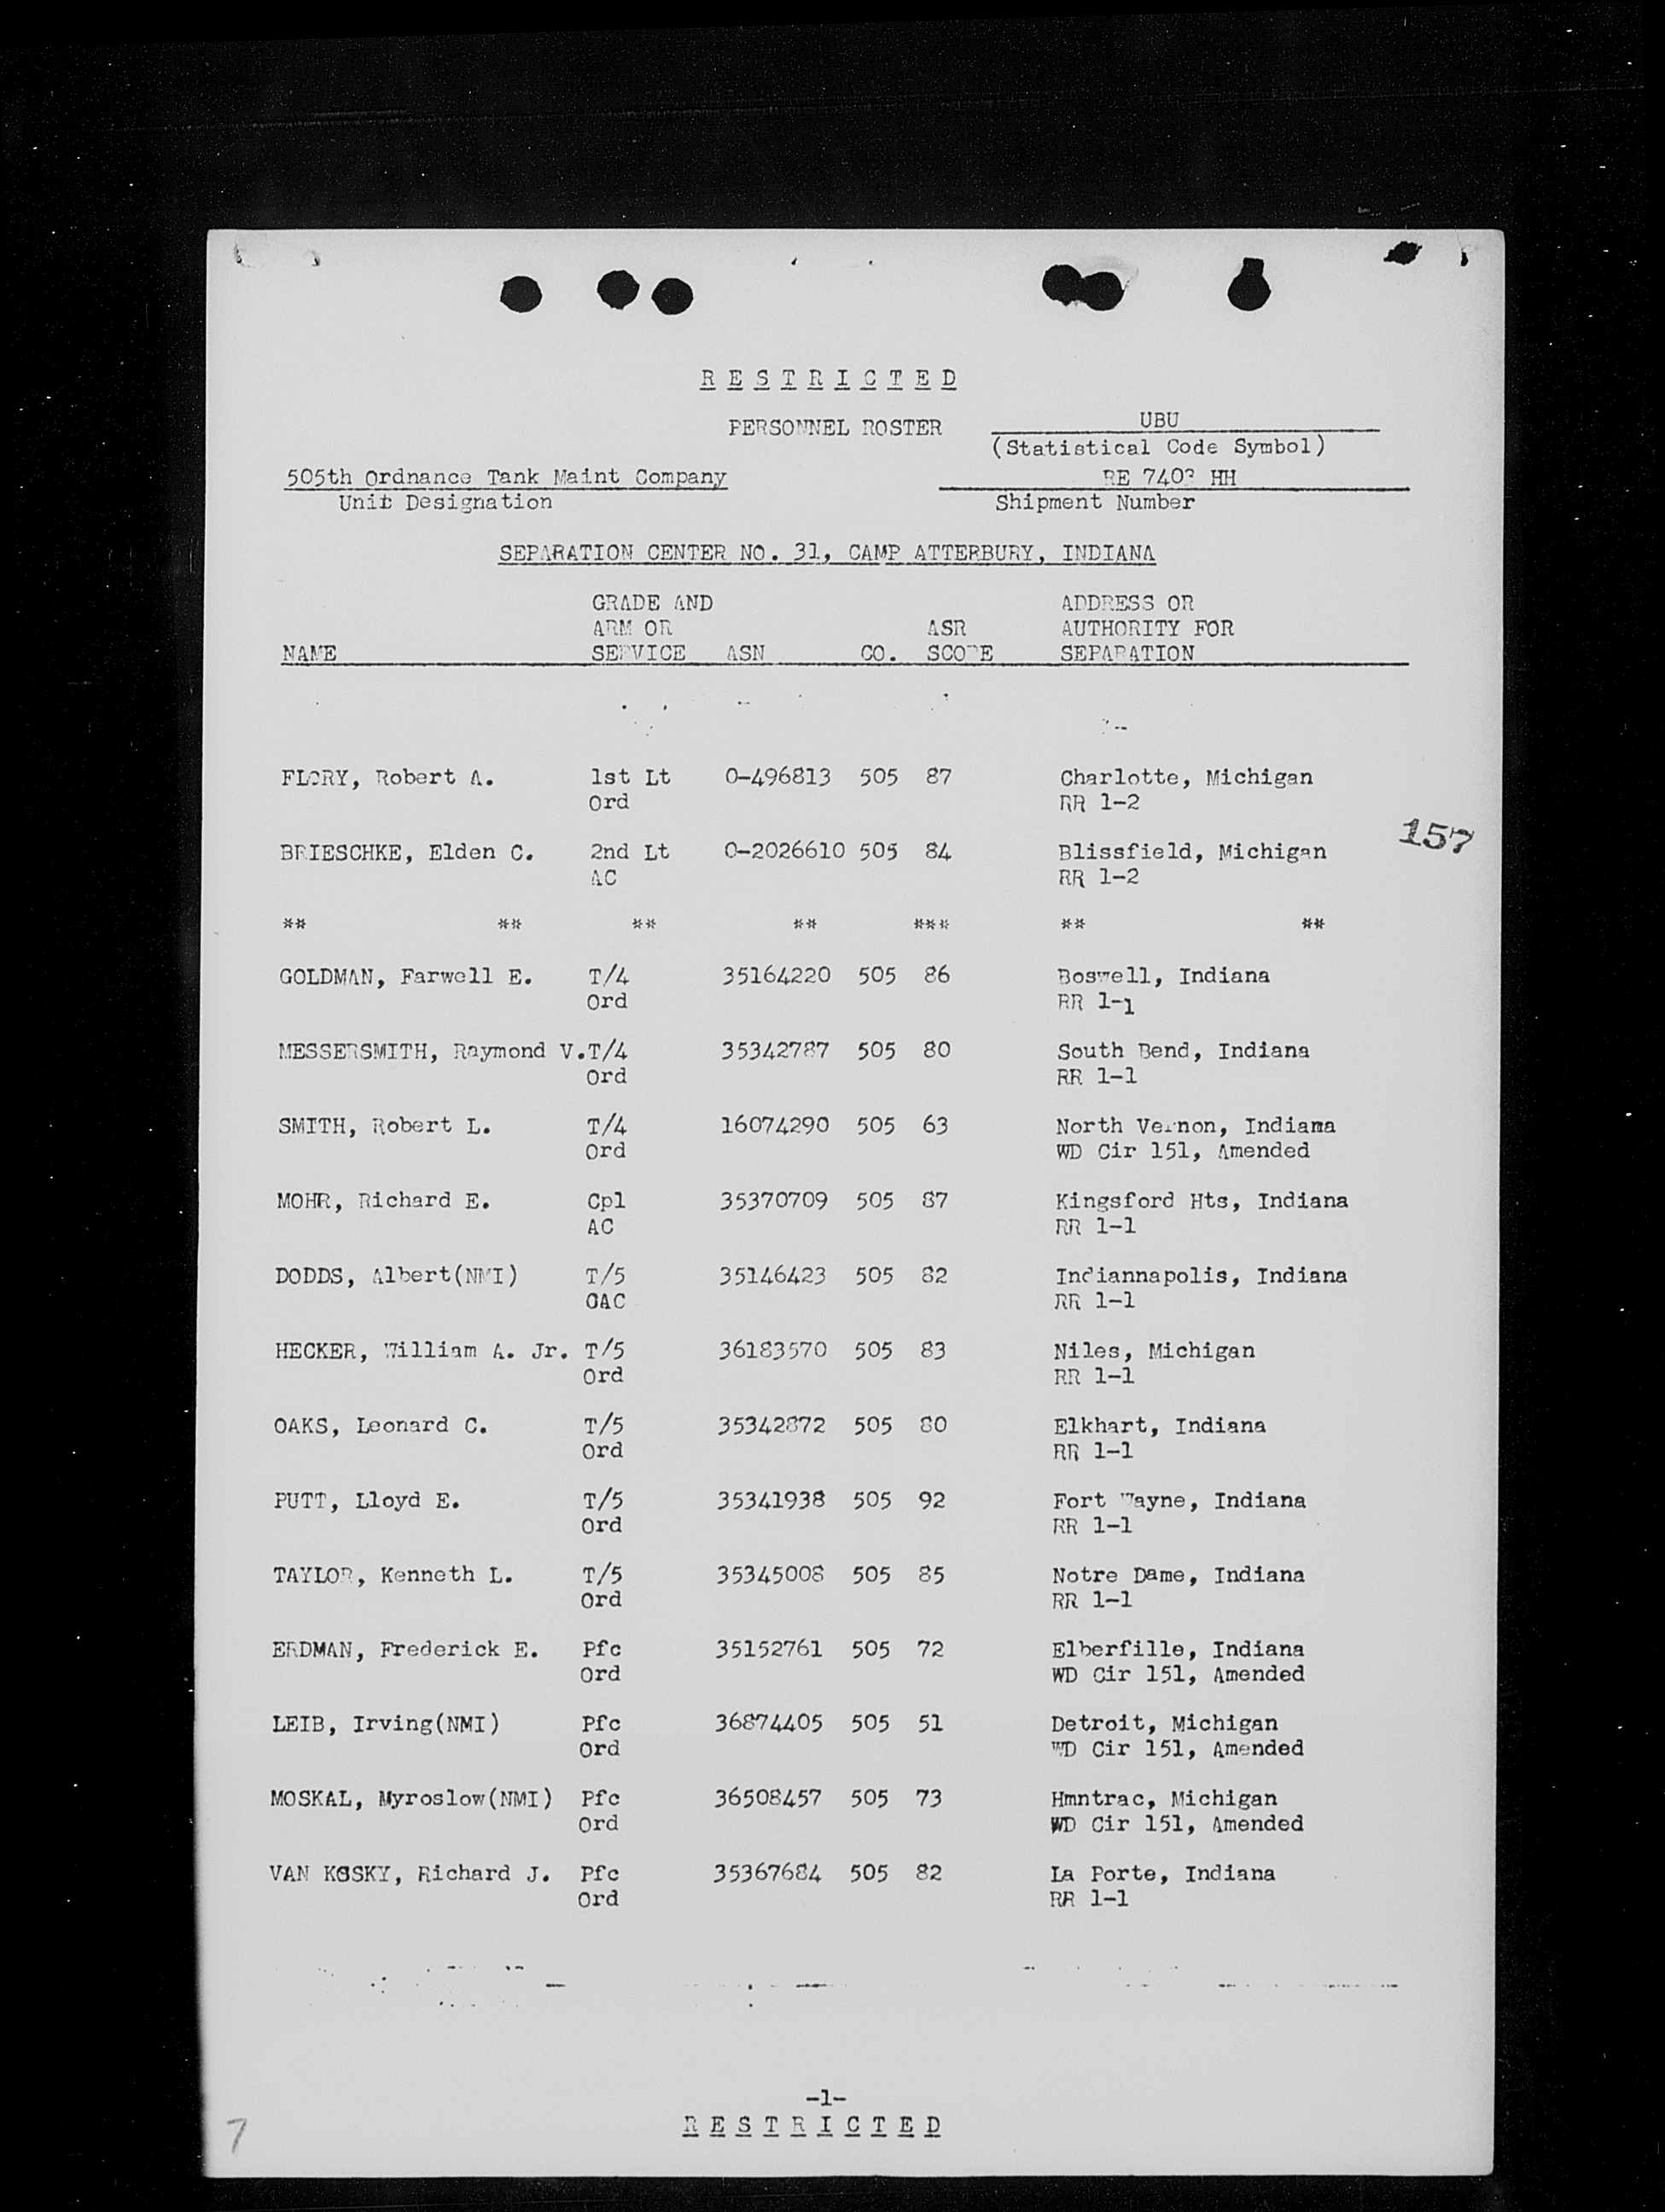 RESTRICTED
PERSONNEL ROSTER UBU
(Statistical Code Symbol)
505th Ordnance Tank Maint Company RE 7403 HH
Unit Designation Shipment Number
SEPARATION CENTER NO. 31, CAMP ATTERBURY, INDIANA
GRADE AND ADDRESS OR
ARM OR ASR AUTHORITY FOR
NAME SERVICE ASN CO. SCORE SEPARATION
FLORY, Robert A. 1st Lt O-496813 505 87 Charlotte, Michigan
Ord RR 1-2
157
BRIESCHKE, Elden C. 2nd Lt O-2026610 505 84 Blissfield, Michigan
AC RR 1-2
** ** ** ** *** ** **
GOLDMAN, Farwell E. T/4 35164220 505 86 Boswell, Indiana
Ord RR 1-1
MESSERSMITH, Raymond V. T/4 35342787 505 80 South Bend, Indiana
Ord RR 1-1
SMITH, Robert L. T/4 16074290 505 63 North Vernon, Indiana
Ord WD Cir 151, Amended
MOHR, Richard E. Cpl 35370709 505 87 Kingsford Hts, Indiana
AC RR 1-1
DODDS, Albert(NMI) T/5 35146423 505 82 Indiannapolis, Indiana
CAC RR 1-1
HECKER, William A. Jr. T/5 36183570 505 83 Niles, Michigan
Ord RR 1-1
OAKS, Leonard C. T/5 35342872 505 80 Elkhart, Indiana
Ord RR 1-1
PUTT, Lloyd E. T/5 35341938 505 92 Fort Wayne, Indiana
Ord RR 1-1
TAYLOR, Kenneth L. T/5 35345008 505 85 Notre Dame, Indiana
Ord RR 1-1
ERDMAN, Frederick E. Pfc 35152761 505 72 Elberfille, Indiana
Ord WD Cir 151, Amended
LEIB, Irving(NMI) Pfc 36874405 505 51 Detroit, Michigan
Ord WD Cir 151, Amended
MOSKAL, Myroslow(NMI) Pfc 36508457 505 73 Hmntrac, Michigan
Ord WD Cir 151, Amended
VAN KOSKY, Richard J. Pfc 35367684 505 82 La Porte, Indiana
Ord RR 1-1
-1-
RESTRICTED
7